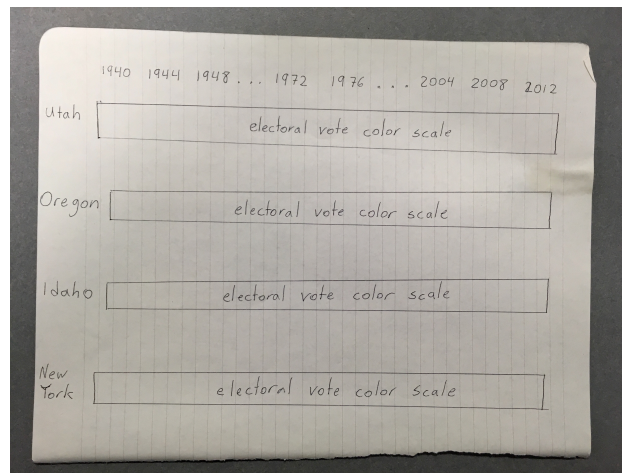 1940 1944 1948 ... 1972 1976 ... 2004 2008 2012
Utah electoral vote color scale
Oregon electoral vote color scale
Idaho electoral vote color scale
New
York electoral vote color scale